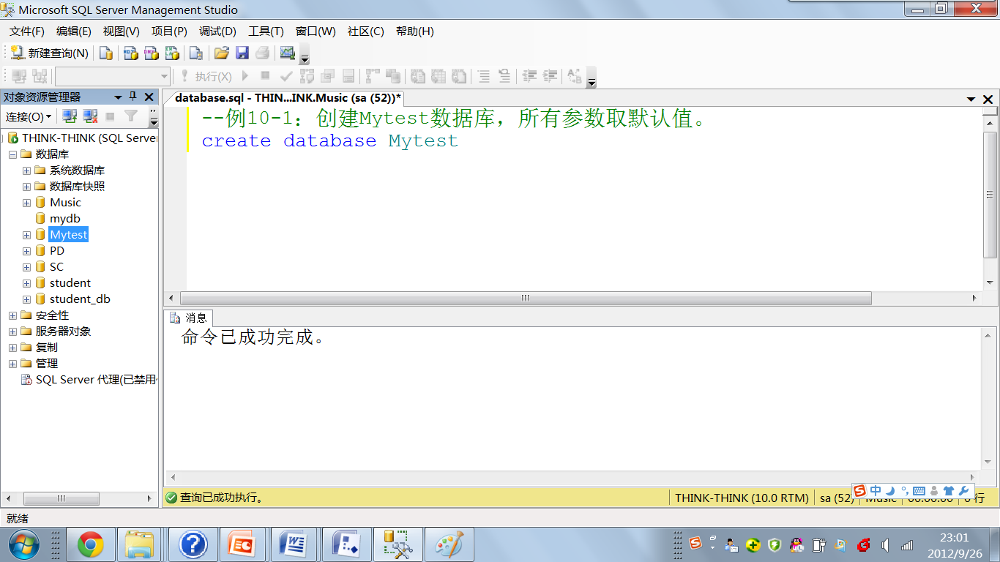 Microsoft SQL Server Management Studio
文件(F) 编辑(E) 视图(V) 项目(P) 调试(D) 工具(T) 窗口(W) 社区(C) 帮助(H)
新建查询(N)
执行(X)
对象资源管理器
database.sql - THIN...INK.Music (sa (52))*
连接(O)
--例10-1：创建Mytest数据库，所有参数取默认值。
create database Mytest
THINK-THINK (SQL Server
数据库
系统数据库
数据库快照
Music
mydb
Mytest
PD
SC
student
student_db
安全性
服务器对象
复制
管理
SQL Server 代理(已禁用
消息
命令已成功完成。
查询已成功执行。
THINK-THINK (10.0 RTM) sa (52) Music 00:00:00 0 行
中
就绪
23:01
2012/9/26